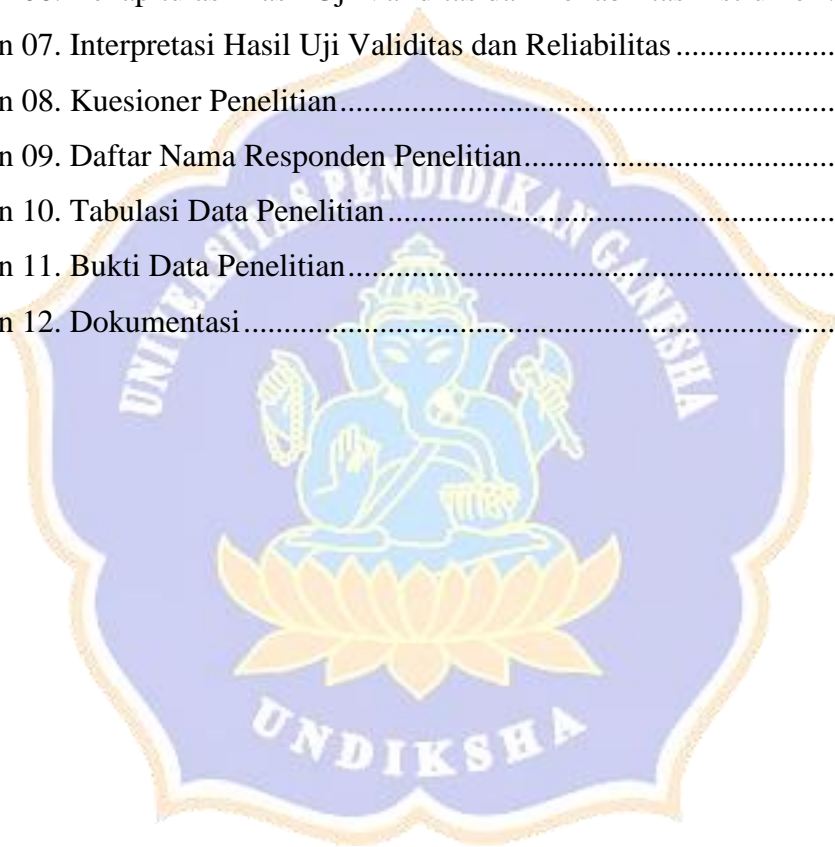 n 07. Interpretasi Hasil Uji Validitas dan Reliabilitas
n 08. Kuesioner Penelitian
n 09. Daftar Nama Responden Penelitian
n 10. Tabulasi Data Penelitian
n 11. Bukti Data Penelitian
n 12. Dokumentasi
UNIVERSITAS PENDIDIKAN GANESHA
UNDIKSHA